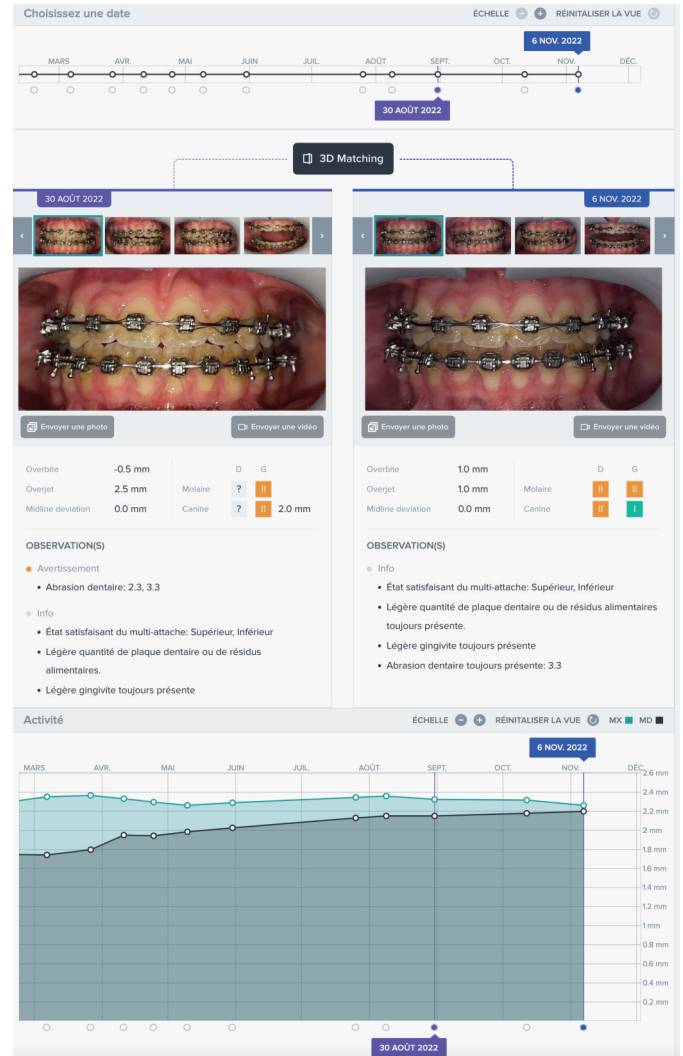 Choisissez une date
ÉCHELLE RÉINITALISER LA VUE
6 NOV. 2022
MARS AVR. MAI JUIN JUIL. AOÛT SEPT. OCT. NOV. DÉC.
30 AOÛT 2022
3D Matching
30 AOÛT 2022
Envoyer une photo Envoyer une vidéo
Overbite -0.5 mm D G
Overjet 2.5 mm Molaire ? II
Midline deviation 0.0 mm Canine ? II 2.0 mm
OBSERVATION(S)
Avertissement
• Abrasion dentaire: 2.3, 3.3
Info
• État satisfaisant du multi-attache: Supérieur, Inférieur
• Légère quantité de plaque dentaire ou de résidus
alimentaires.
• Légère gingivite toujours présente
6 NOV. 2022
Envoyer une photo Envoyer une vidéo
Overbite 1.0 mm D G
Overjet 1.0 mm Molaire II II
Midline deviation 0.0 mm Canine II I
OBSERVATION(S)
Info
• État satisfaisant du multi-attache: Supérieur, Inférieur
• Légère quantité de plaque dentaire ou de résidus alimentaires
toujours présente.
• Légère gingivite toujours présente
• Abrasion dentaire toujours présente: 3.3
Activité
ÉCHELLE RÉINITALISER LA VUE MX MD
6 NOV. 2022
MARS AVR. MAI JUIN JUIL. AOÛT SEPT. OCT. NOV. DÉC.
2.6 mm
2.4 mm
2.2 mm
2 mm
1.8 mm
1.6 mm
1.4 mm
1.2 mm
1 mm
0.8 mm
0.6 mm
0.4 mm
0.2 mm
30 AOÛT 2022